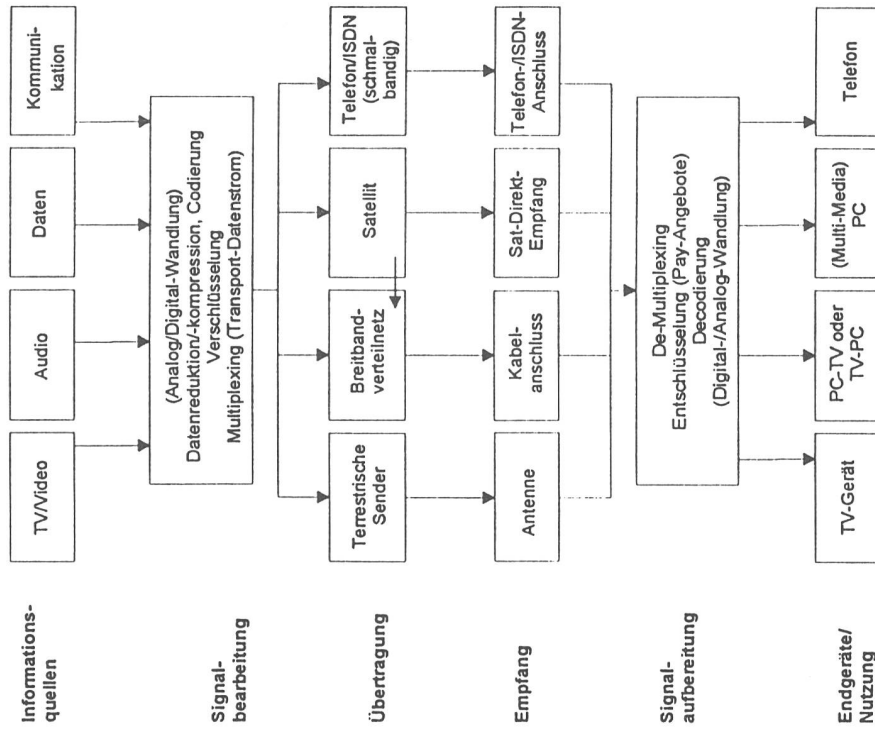 Informations-
quellen
TV/Video
Audio
Daten
Kommuni-
kation
Signal-
bearbeitung
(Analog/Digital-Wandlung)
Datenreduktion/-kompression, Codierung
Verschlüsselung
Multiplexing (Transport-Datenstrom)
Übertragung
Terrestrische
Sender
Breitband-
verteilnetz
Satellit
Telefon/ISDN
(schmal-
bandig)
Empfang
Antenne
Kabel-
anschluss
Sat-Direkt-
Empfang
Telefon-/ISDN-
Anschluss
Signal-
aufbereitung
De-Multiplexing
Entschlüsselung (Pay-Angebote)
Decodierung
(Digital-/Analog-Wandlung)
Endgeräte/
Nutzung
TV-Gerät
PC-TV oder
TV-PC
(Multi-Media)
PC
Telefon